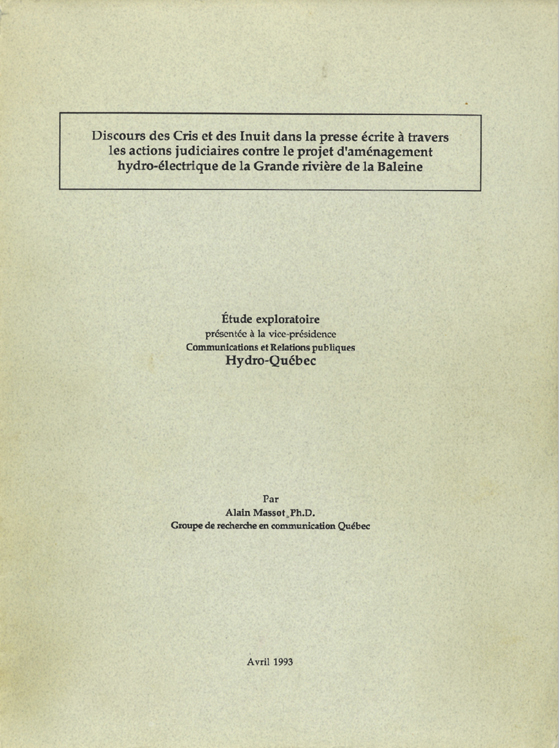 Discours des Cris et des Inuit dans la presse écrite à travers
les actions judiciaires contre le projet d'aménagement
hydro-électrique de la Grande rivière de la Baleine
Étude exploratoire
présentée à la vice-présidence
Communications et Relations publiques
Hydro-Québec
Par
Alain Massot, Ph.D.
Groupe de recherche en communication Québec
Avril 1993